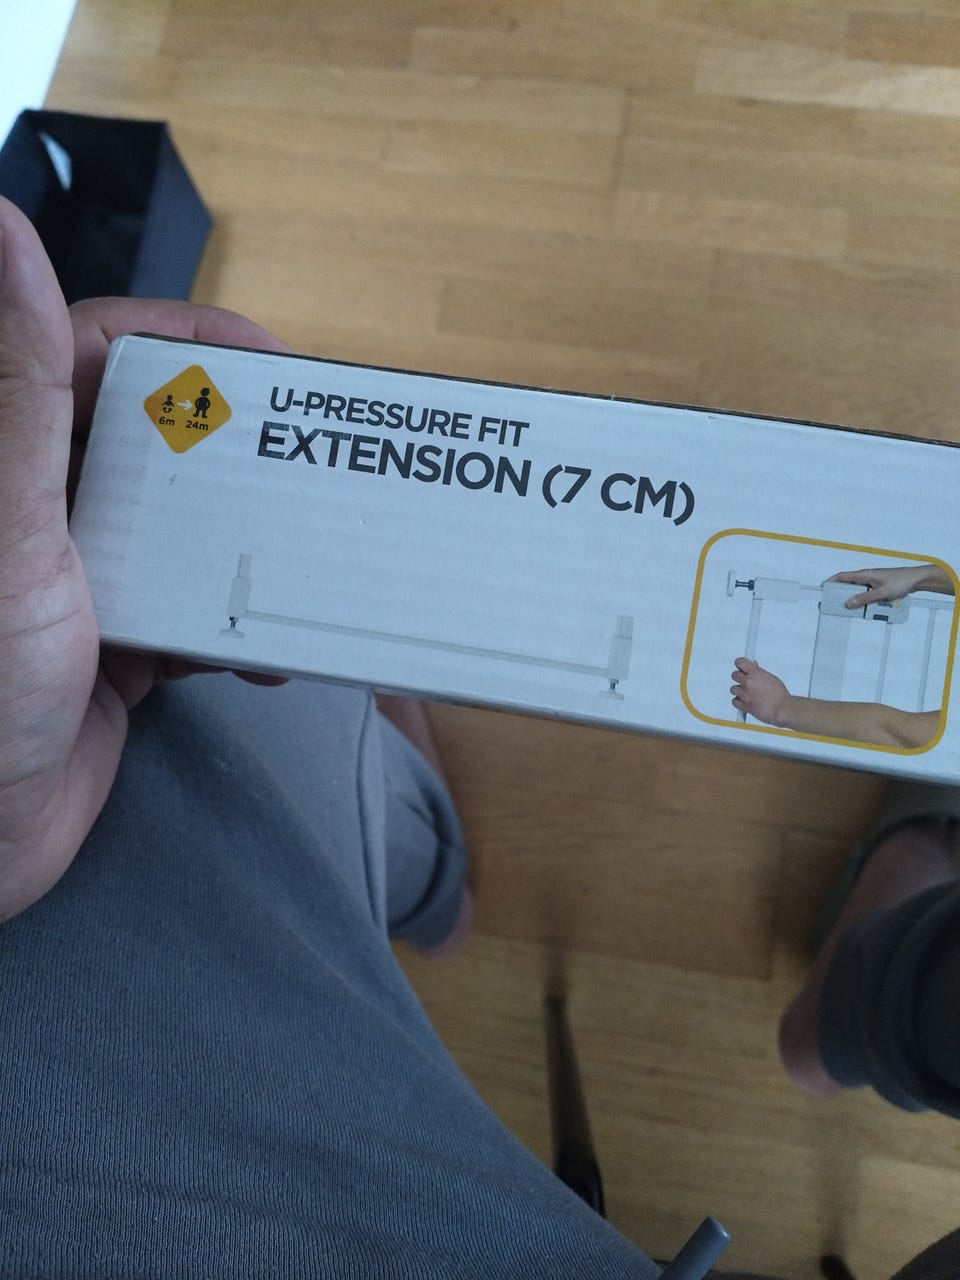 6m 24m
U-PRESSURE FIT
EXTENSION (7 CM)